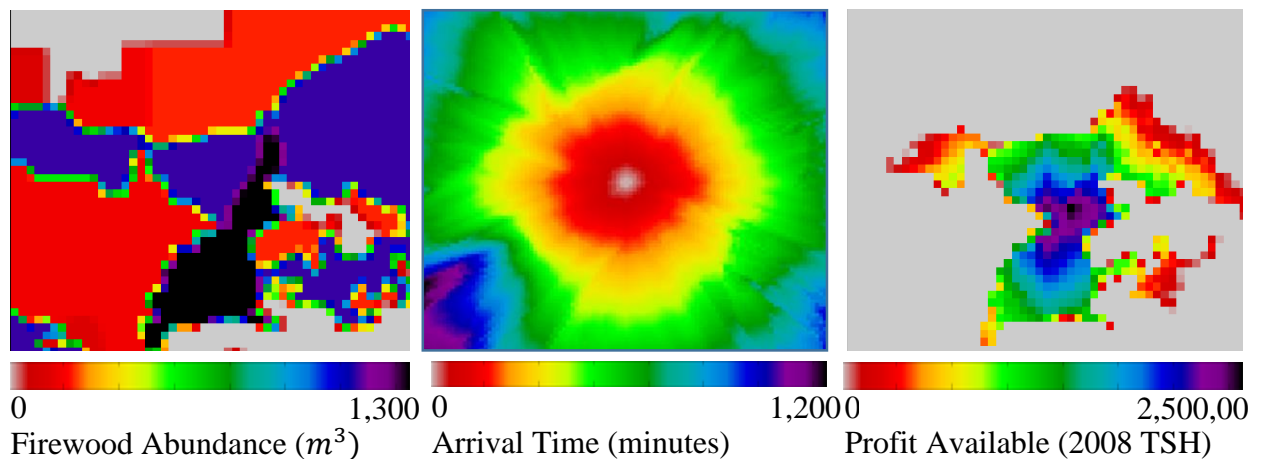 0 1,300
Firewood Abundance (𝑚³)
0 1,200
Arrival Time (minutes)
0 2,500,00
Profit Available (2008 TSH)